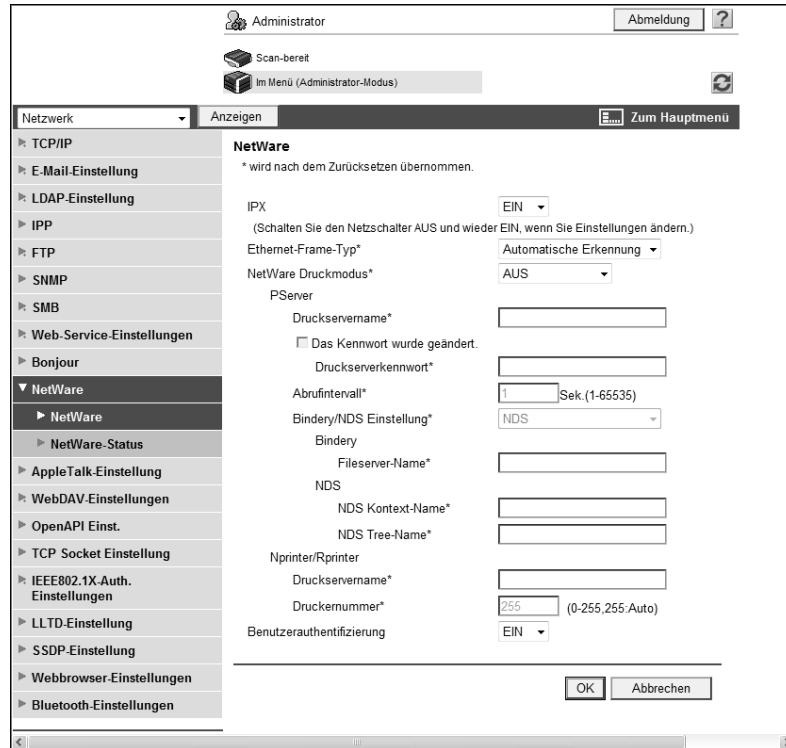 Administrator
Abmeldung
?
Scan-bereit
Im Menü (Administrator-Modus)
Netzwerk
Anzeigen
Zum Hauptmenü
TCP/IP
E-Mail-Einstellung
LDAP-Einstellung
IPP
FTP
SNMP
SMB
Web-Service-Einstellungen
Bonjour
NetWare
NetWare
NetWare-Status
AppleTalk-Einstellung
WebDAV-Einstellungen
OpenAPI Einst.
TCP Socket Einstellung
IEEE802.1X-Auth.
Einstellungen
LLTD-Einstellung
SSDP-Einstellung
Webbrowser-Einstellungen
Bluetooth-Einstellungen
NetWare
* wird nach dem Zurücksetzen übernommen.
IPX EIN
(Schalten Sie den Netzschalter AUS und wieder EIN, wenn Sie Einstellungen ändern.)
Ethernet-Frame-Typ* Automatische Erkennung
NetWare Druckmodus* AUS
PServer
Druckservername*
Das Kennwort wurde geändert.
Druckserverkennwort*
Abrufintervall* 1 Sek.(1-65535)
Bindery/NDS Einstellung* NDS
Bindery
Fileserver-Name*
NDS
NDS Kontext-Name*
NDS Tree-Name*
Nprinter/Rprinter
Druckservername*
Druckernummer* 255 (0-255,255:Auto)
Benutzerauthentifizierung EIN
OK Abbrechen